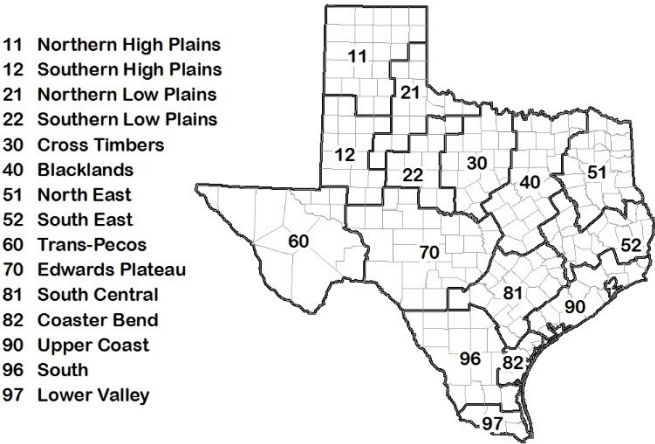 11 Northern High Plains
12 Southern High Plains
21 Northern Low Plains
22 Southern Low Plains
30 Cross Timbers
40 Blacklands
51 North East
52 South East
60 Trans-Pecos
70 Edwards Plateau
81 South Central
82 Coaster Bend
90 Upper Coast
96 South
97 Lower Valley
11
21
12
22
30
40
51
60
70
52
81
90
96
82
97